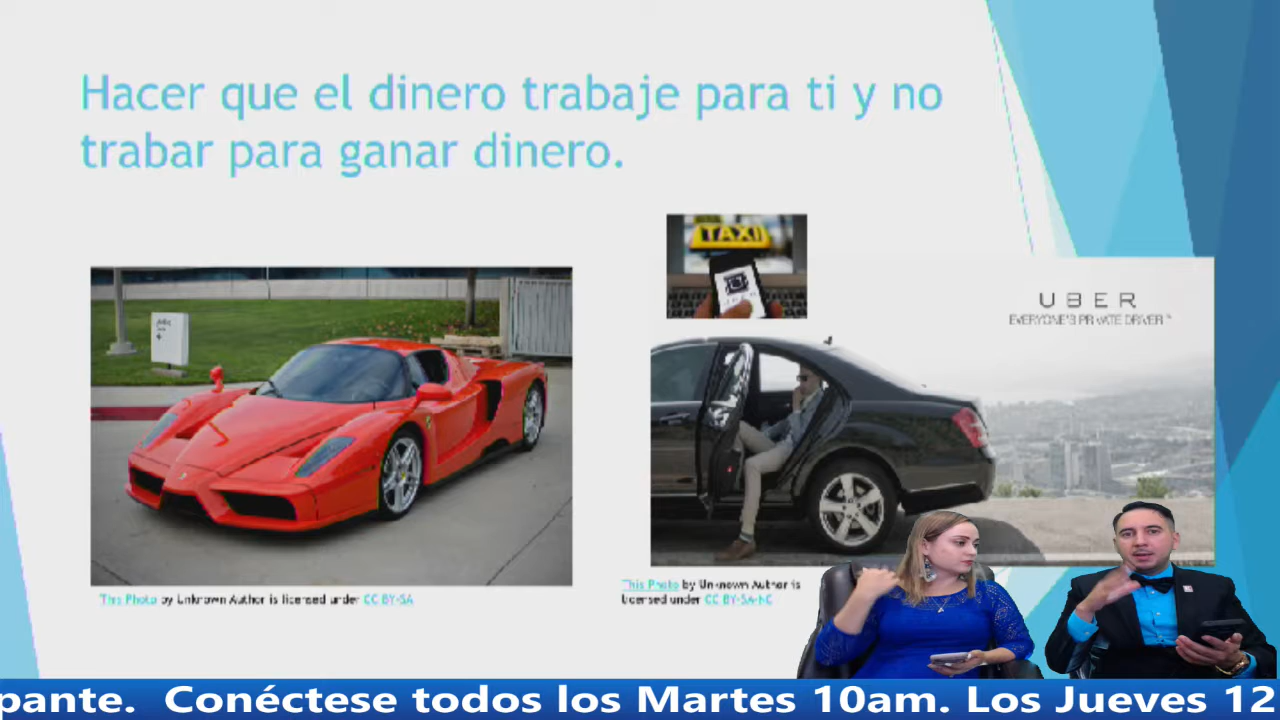 Hacer que el dinero trabaje para ti y no
trabar para ganar dinero.
TAXI
UBER
EVERYONE'S PRIVATE DRIVER
This Photo by Unknown Author is licensed under CC BY-SA
This Photo by Unknown Author is
licensed under CC BY-SA-NC
pante. Conéctese todos los Martes 10am. Los Jueves 12